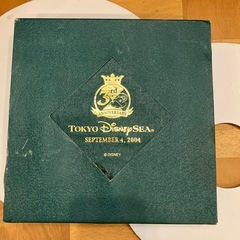 3rd
ANNIVERSARY
TOKYO DISNEYSEA®
SEPTEMBER 4, 2004
© DISNEY